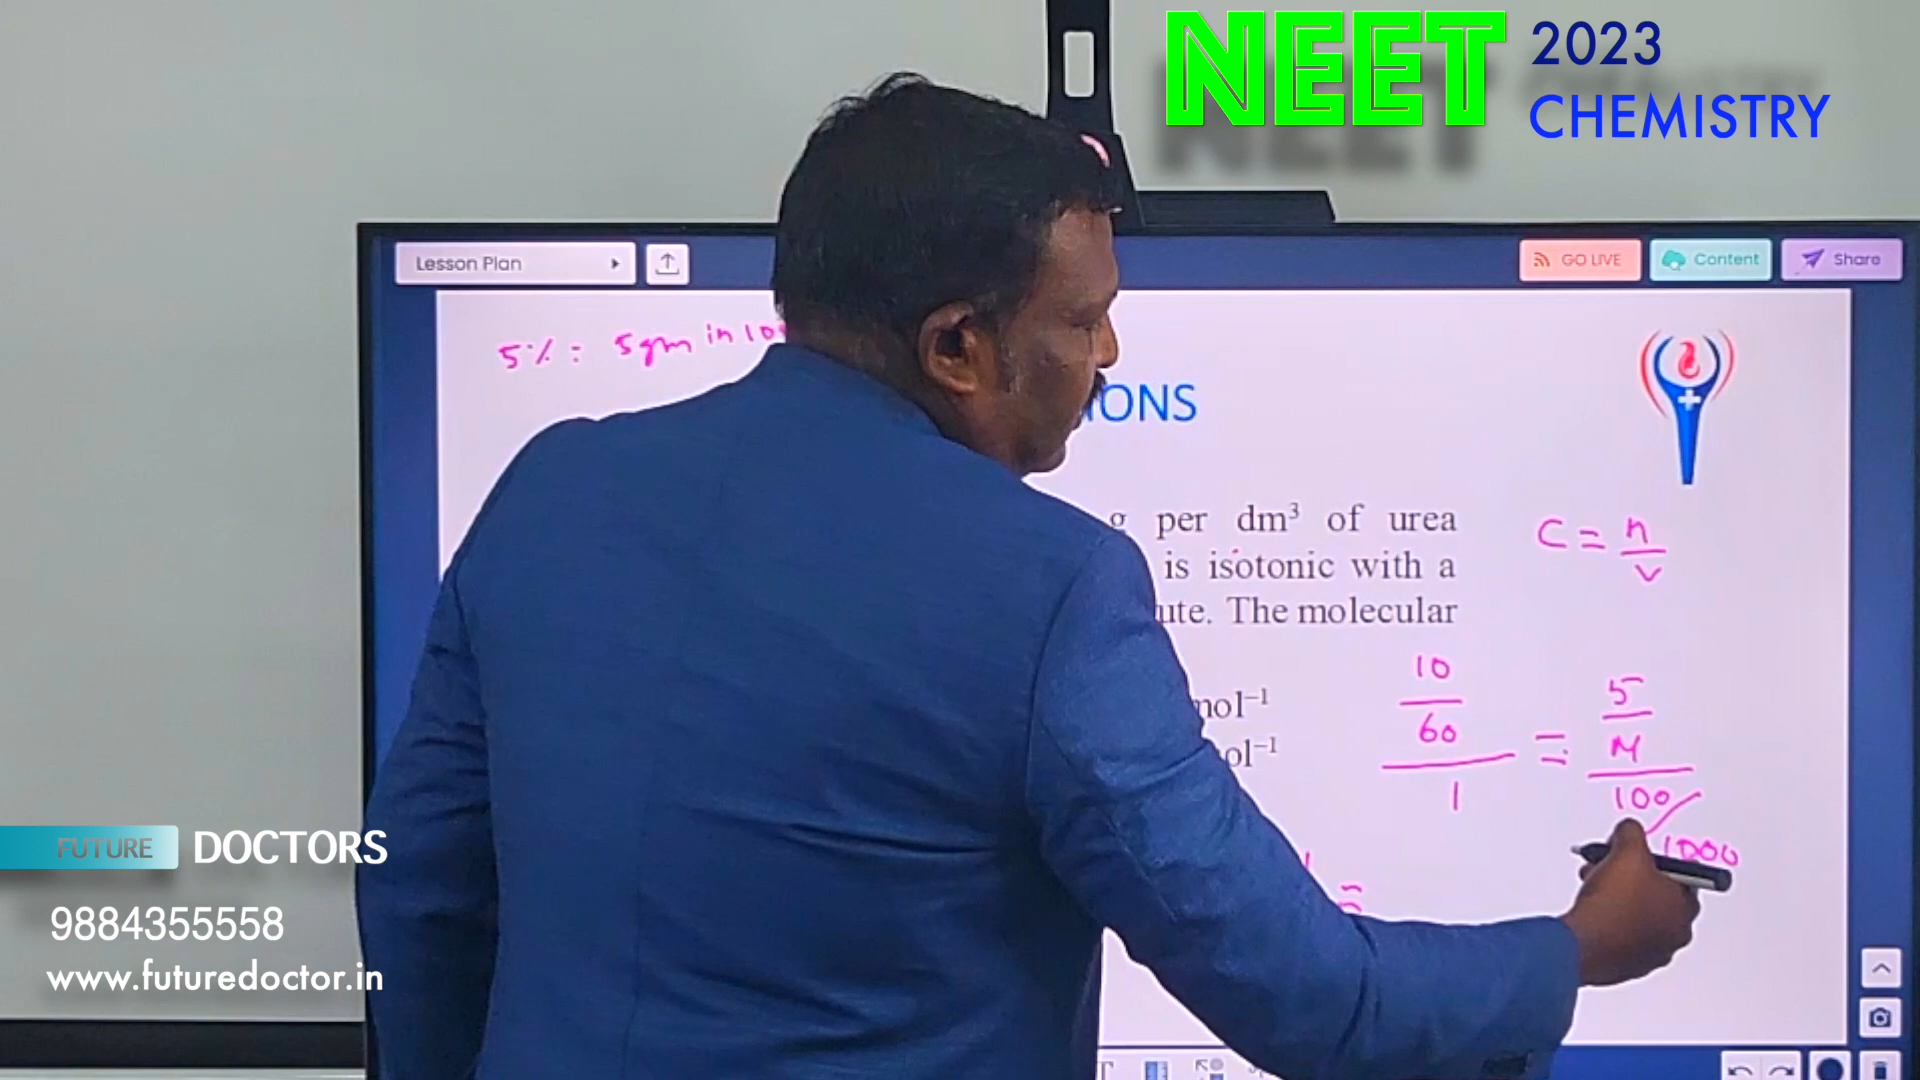 NEET 2023
CHEMISTRY
Lesson Plan
GO LIVE
Content
Share
5% = 5gm in 10
IONS
g per dm³ of urea
is isotonic with a
ute. The molecular
mol⁻¹
ol⁻¹
C = n
v
10
60
1
=
5
M
100/
1000
FUTURE DOCTORS
9884355558
www.futuredoctor.in